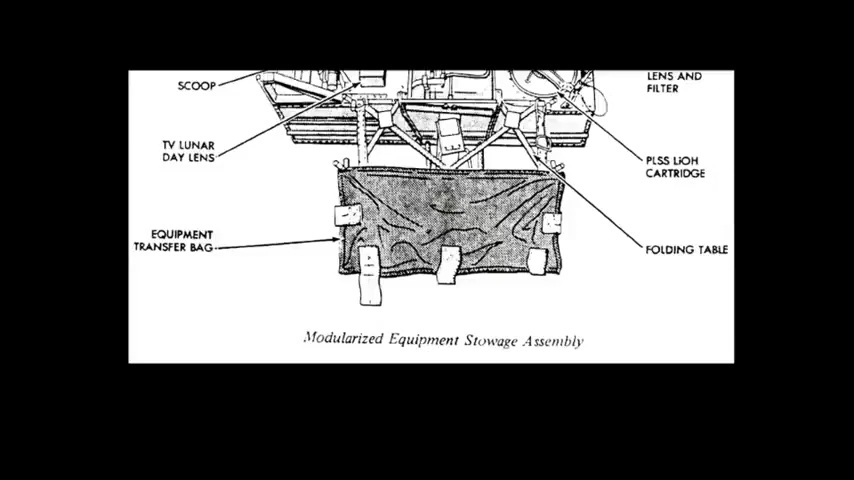 SCOOP
LENS AND
FILTER
TV LUNAR
DAY LENS
PLSS LiOH
CARTRIDGE
EQUIPMENT
TRANSFER BAG
FOLDING TABLE
Modularized Equipment Stowage Assembly